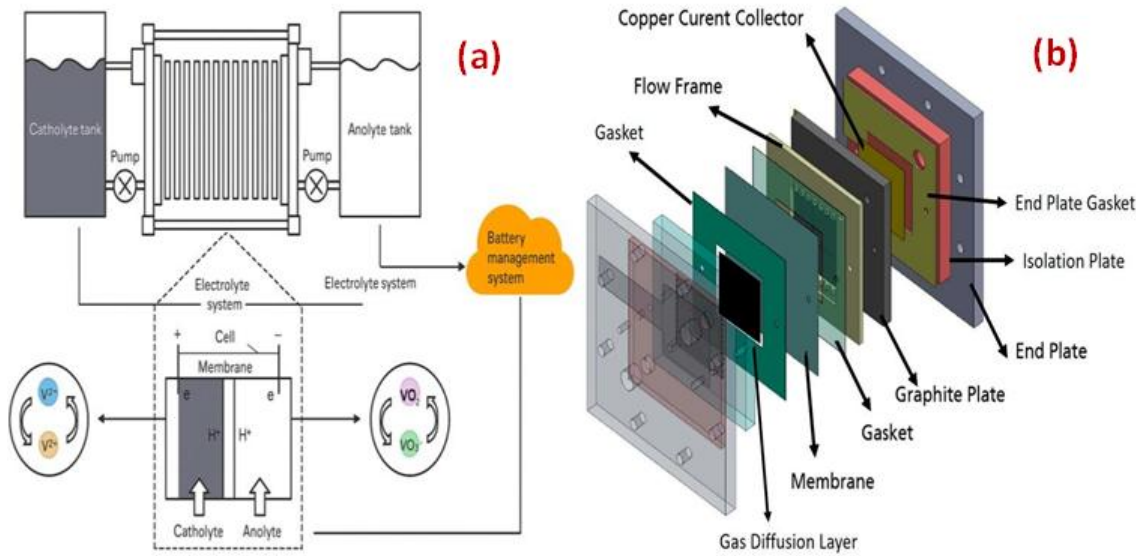 (a)
Catholyte tank
Pump
Pump
Anolyte tank
Battery
management
system
Electrolyte
system
Electrolyte system
+
Cell
−
Membrane
e
e
H⁺
H⁺
V²⁺
V²⁺
VO₂
VO₃
Catholyte
Anolyte
(b)
Copper Curent Collector
Flow Frame
Gasket
End Plate Gasket
Isolation Plate
End Plate
Graphite Plate
Gasket
Membrane
Gas Diffusion Layer